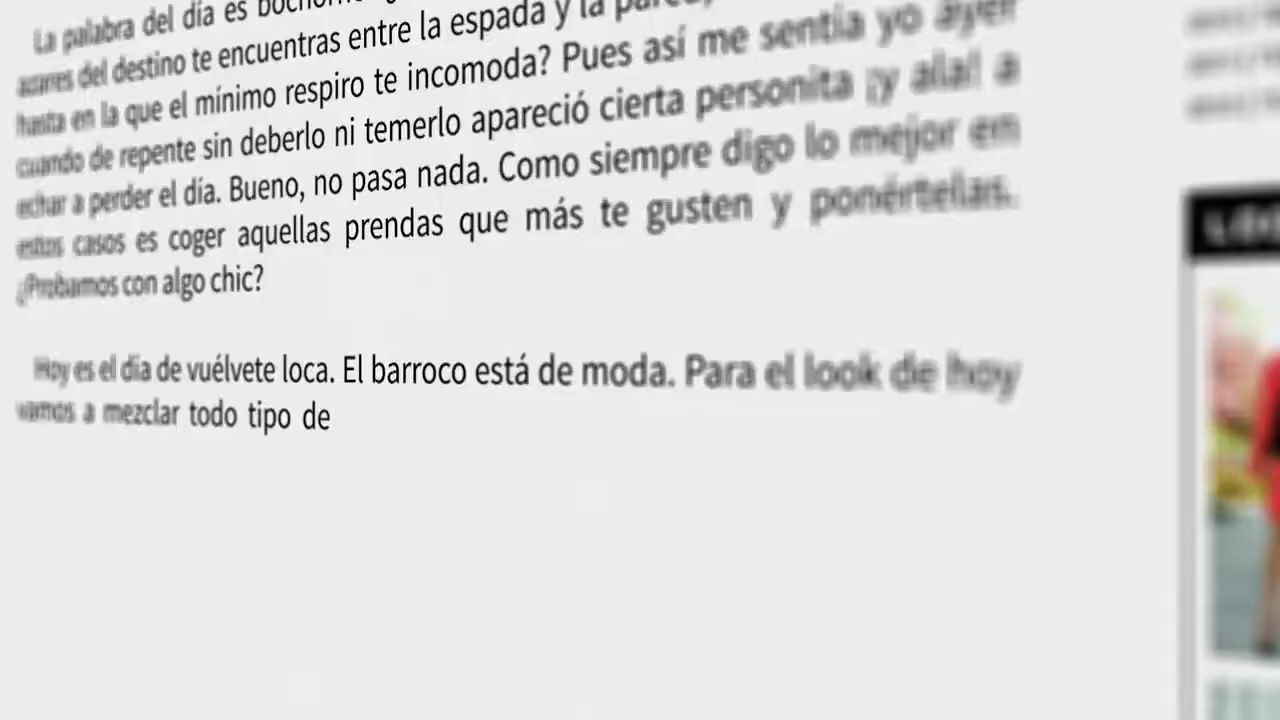 La palabra del día es bochorno
azares del destino te encuentras entre la espada y la pared,
hasta en la que el mínimo respiro te incomoda? Pues así me sentía yo ayer
cuando de repente sin deberlo ni temerlo apareció cierta personita ¡y ala! a
echar a perder el día. Bueno, no pasa nada. Como siempre digo lo mejor en
estos casos es coger aquellas prendas que más te gusten y ponértelas.
¿Probamos con algo chic?
Hoy es el día de vuélvete loca. El barroco está de moda. Para el look de hoy
vamos a mezclar todo tipo de